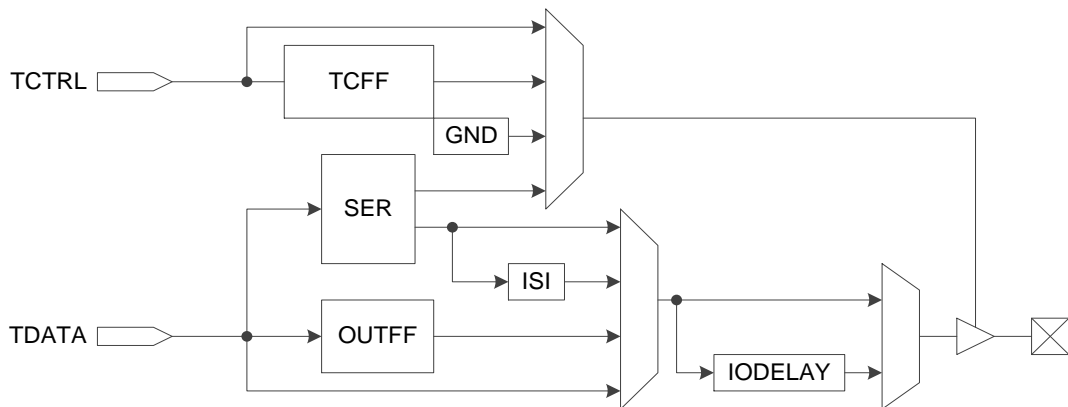 TCTRL
TCFF
GND
SER
ISI
TDATA
OUTFF
IODELAY